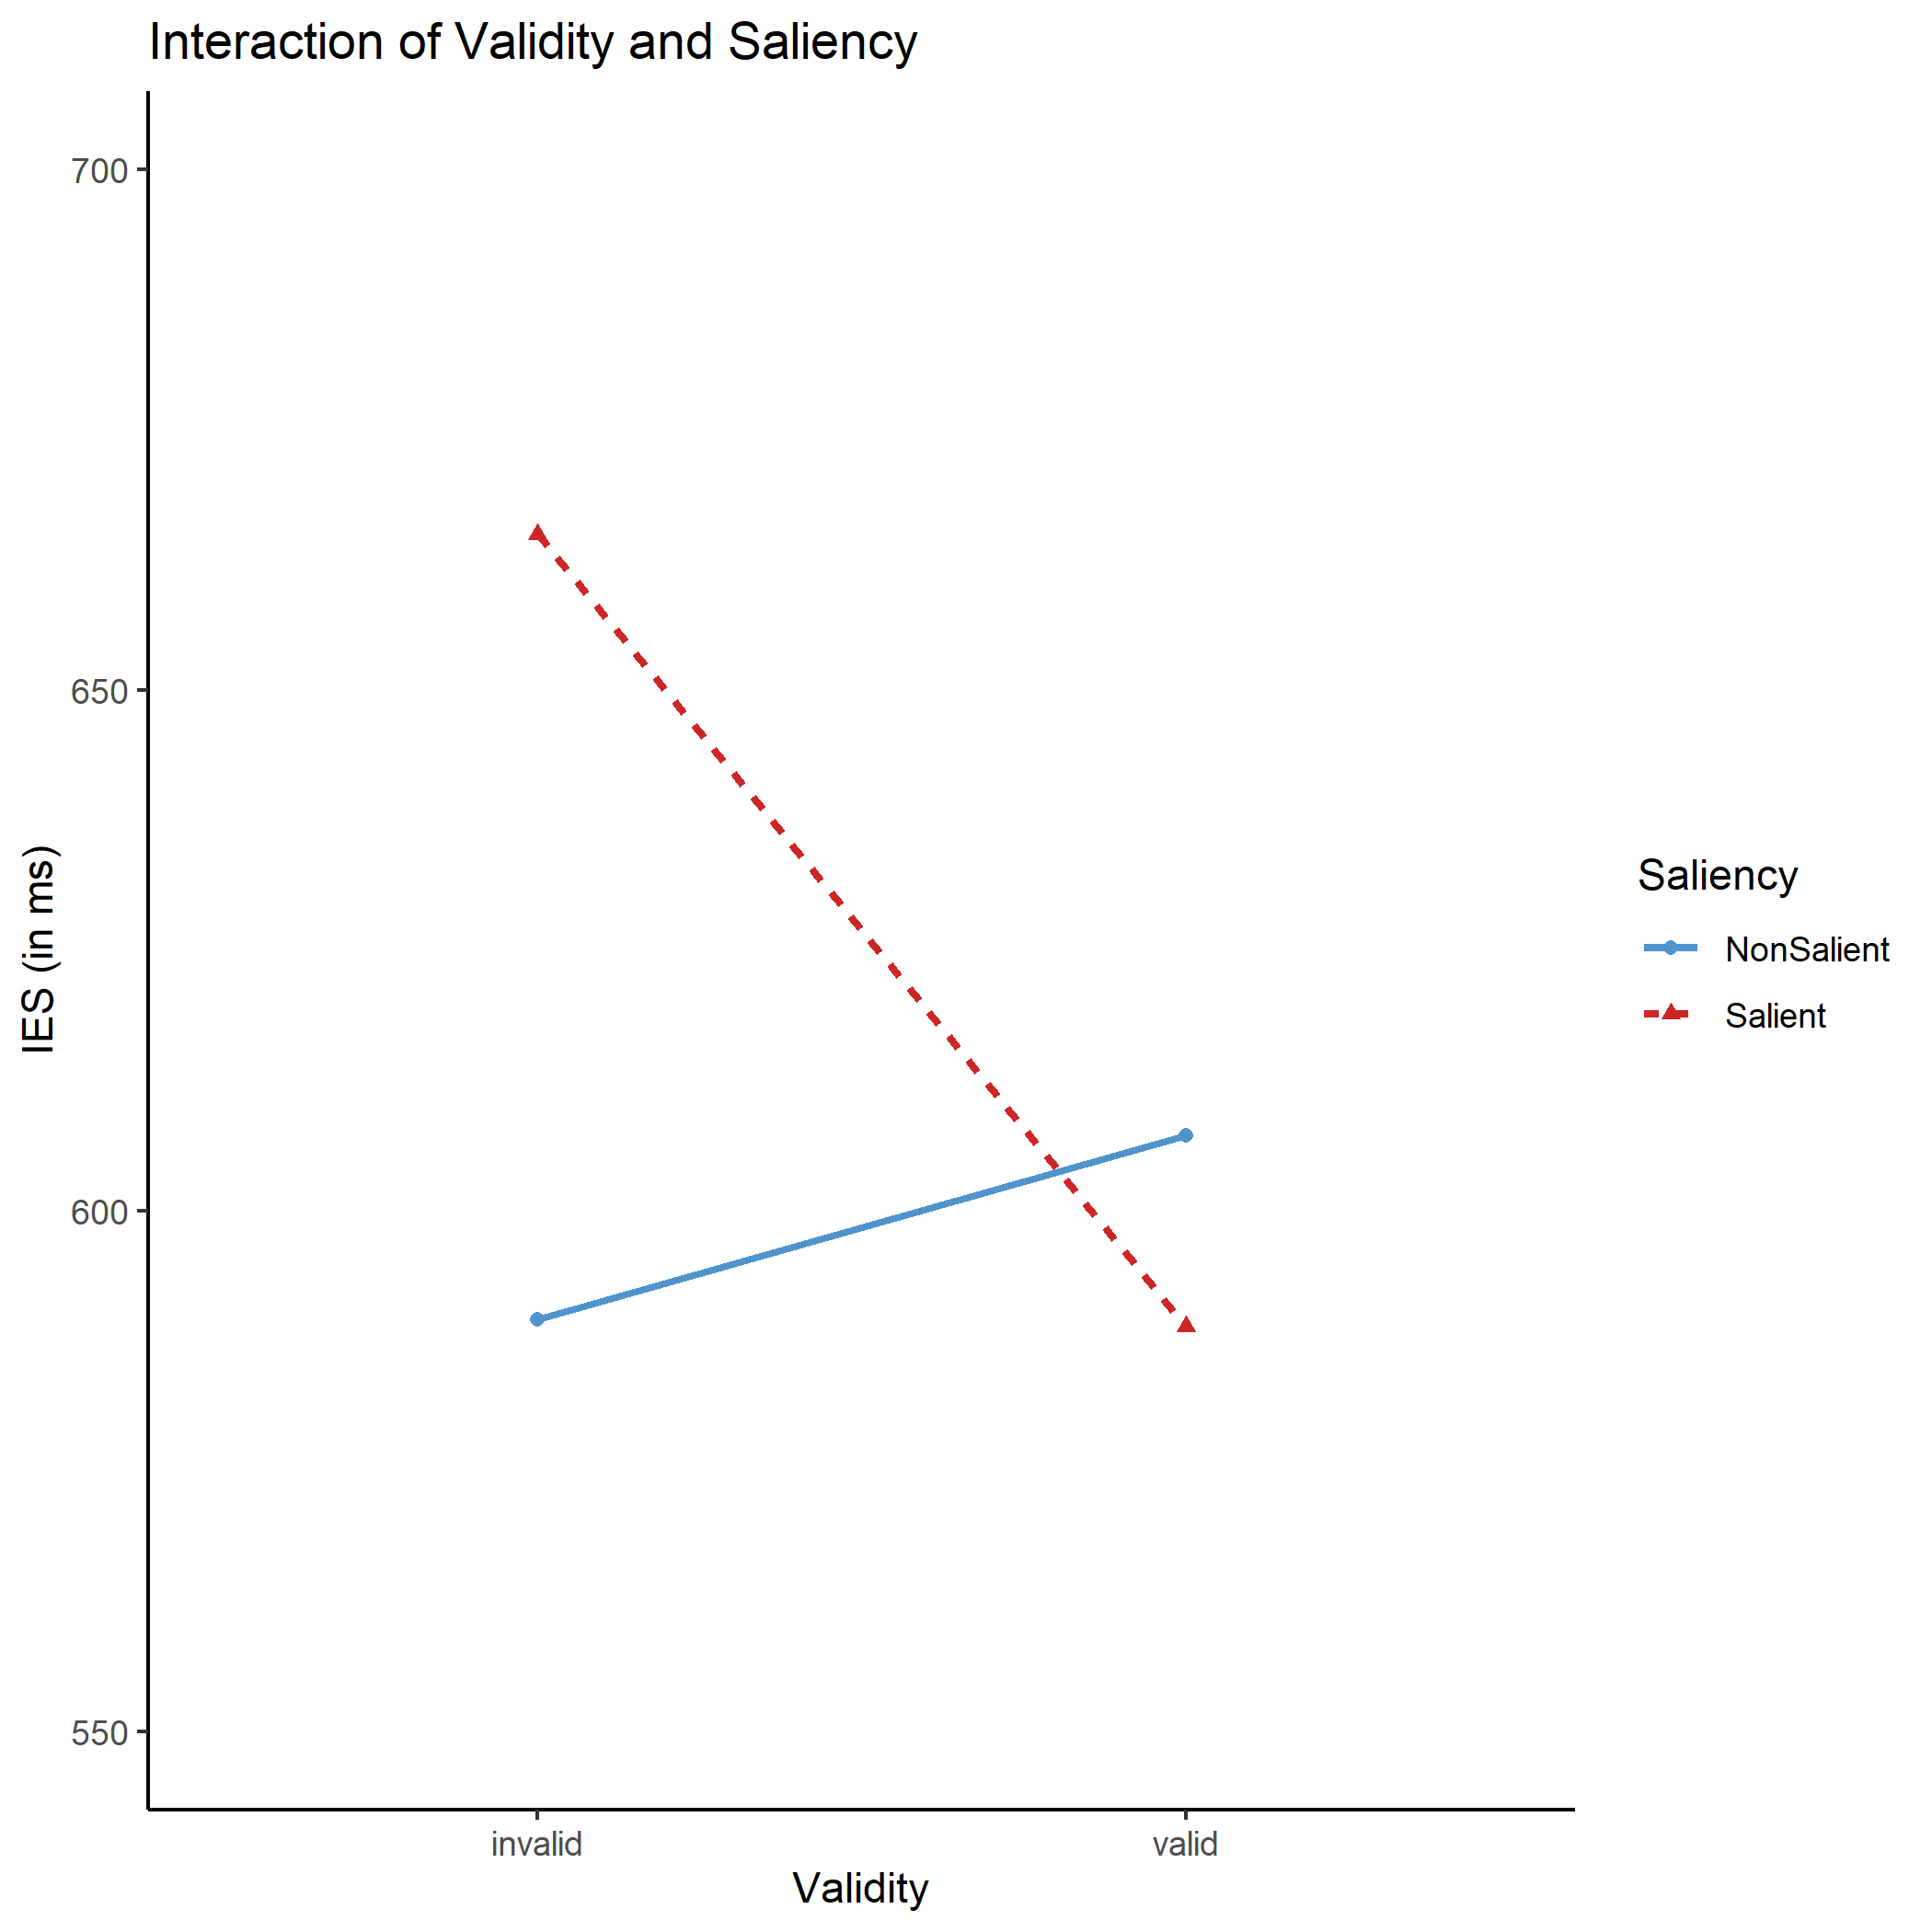 Interaction of Validity and Saliency
700
650
600
550
IES (in ms)
invalid
valid
Validity
Saliency
NonSalient
Salient